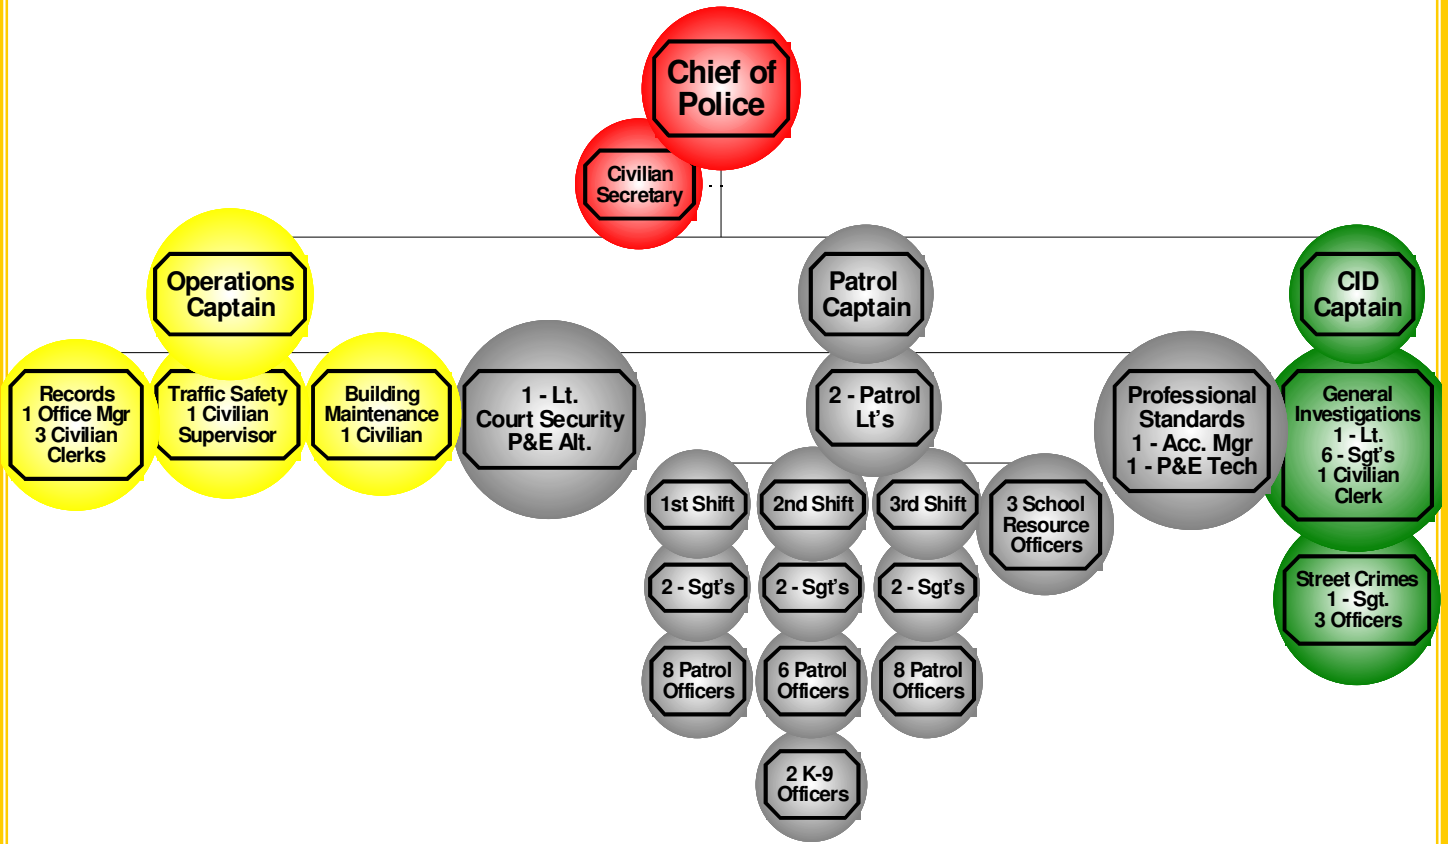 Chief of
Police
Civilian
Secretary
Operations
Captain
Patrol
Captain
CID
Captain
Records
1 Office Mgr
3 Civilian
Clerks
Traffic Safety
1 Civilian
Supervisor
Building
Maintenance
1 Civilian
1 - Lt.
Court Security
P&E Alt.
2 - Patrol
Lt's
Professional
Standards
1 - Acc. Mgr
1 - P&E Tech
General
Investigations
1 - Lt.
6 - Sgt's
1 Civilian
Clerk
1st Shift
2nd Shift
3rd Shift
3 School
Resource
Officers
2 - Sgt's
2 - Sgt's
2 - Sgt's
Street Crimes
1 - Sgt.
3 Officers
8 Patrol
Officers
6 Patrol
Officers
8 Patrol
Officers
2 K-9
Officers